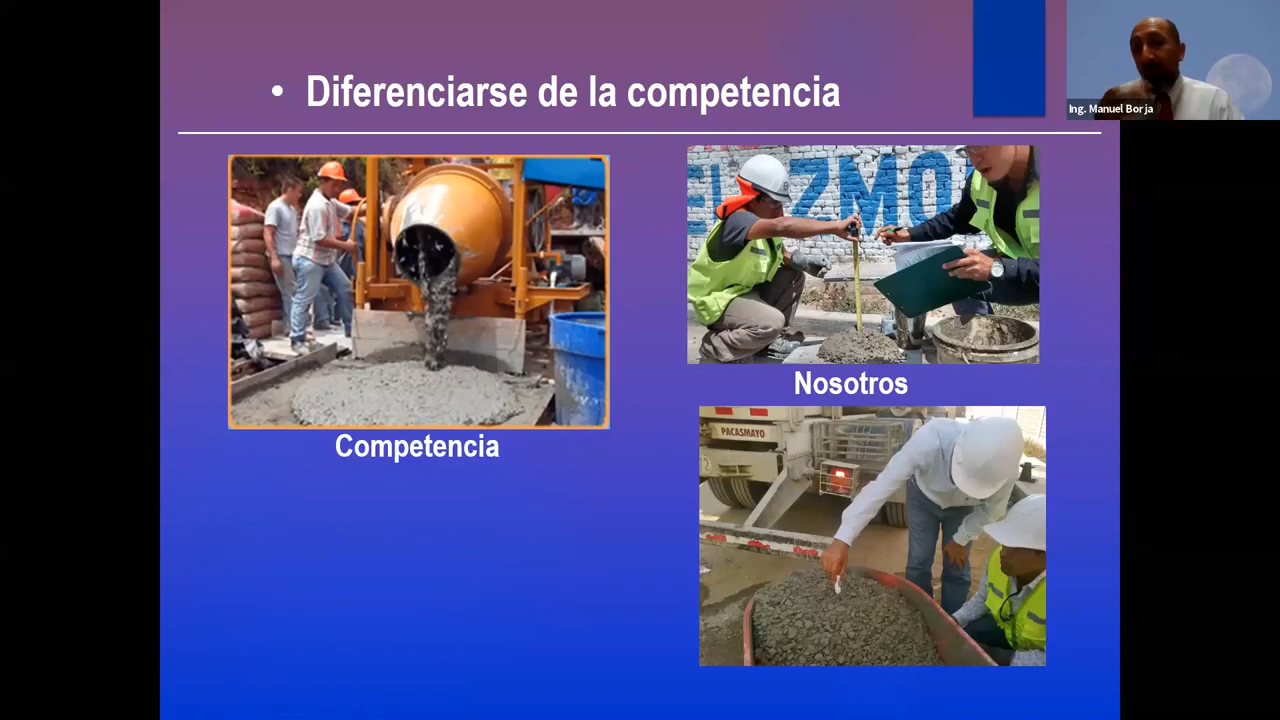 • Diferenciarse de la competencia
Ing. Manuel Borja
Nosotros
PACASMAYO
Competencia